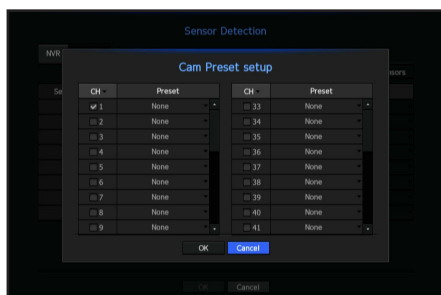 Sensor Detection
NVR
Cam Preset setup
CH Preset CH Preset
1 None 33 None
2 None 34 None
3 None 35 None
4 None 36 None
5 None 37 None
6 None 38 None
7 None 39 None
8 None 40 None
9 None 41 None
OK Cancel
OK Cancel